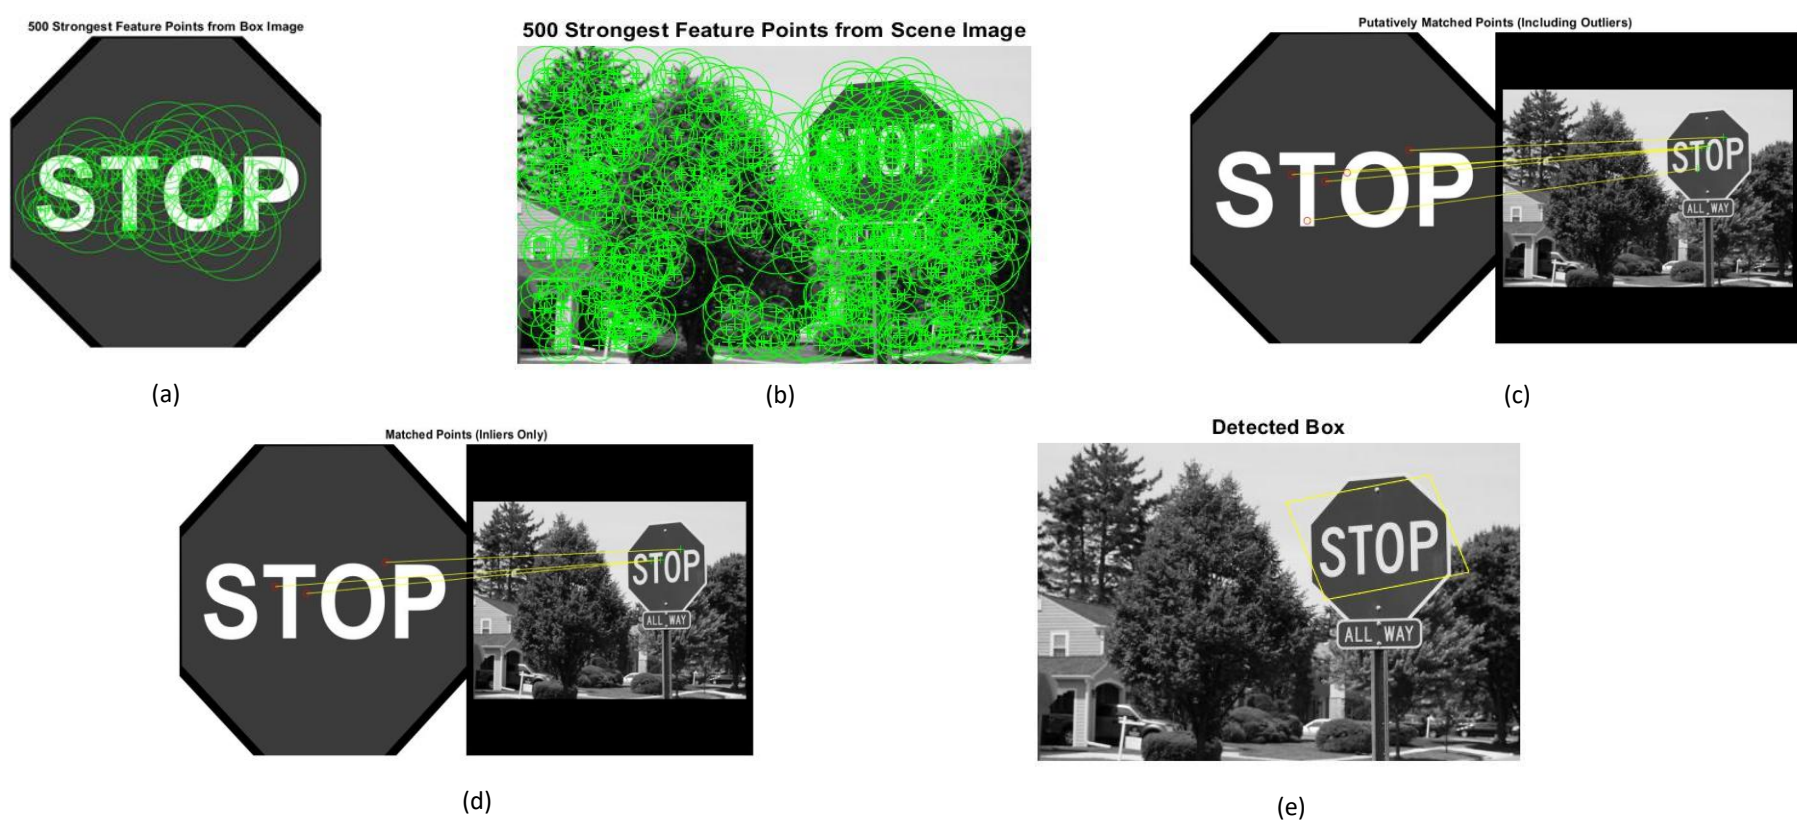 500 Strongest Feature Points from Box Image
STOP
(a)
500 Strongest Feature Points from Scene Image
STOP
(b)
Putatively Matched Points (Including Outliers)
STOP
STOP
ALL WAY
(c)
Matched Points (Inliers Only)
STOP
STOP
ALL WAY
(d)
Detected Box
STOP
ALL WAY
(e)